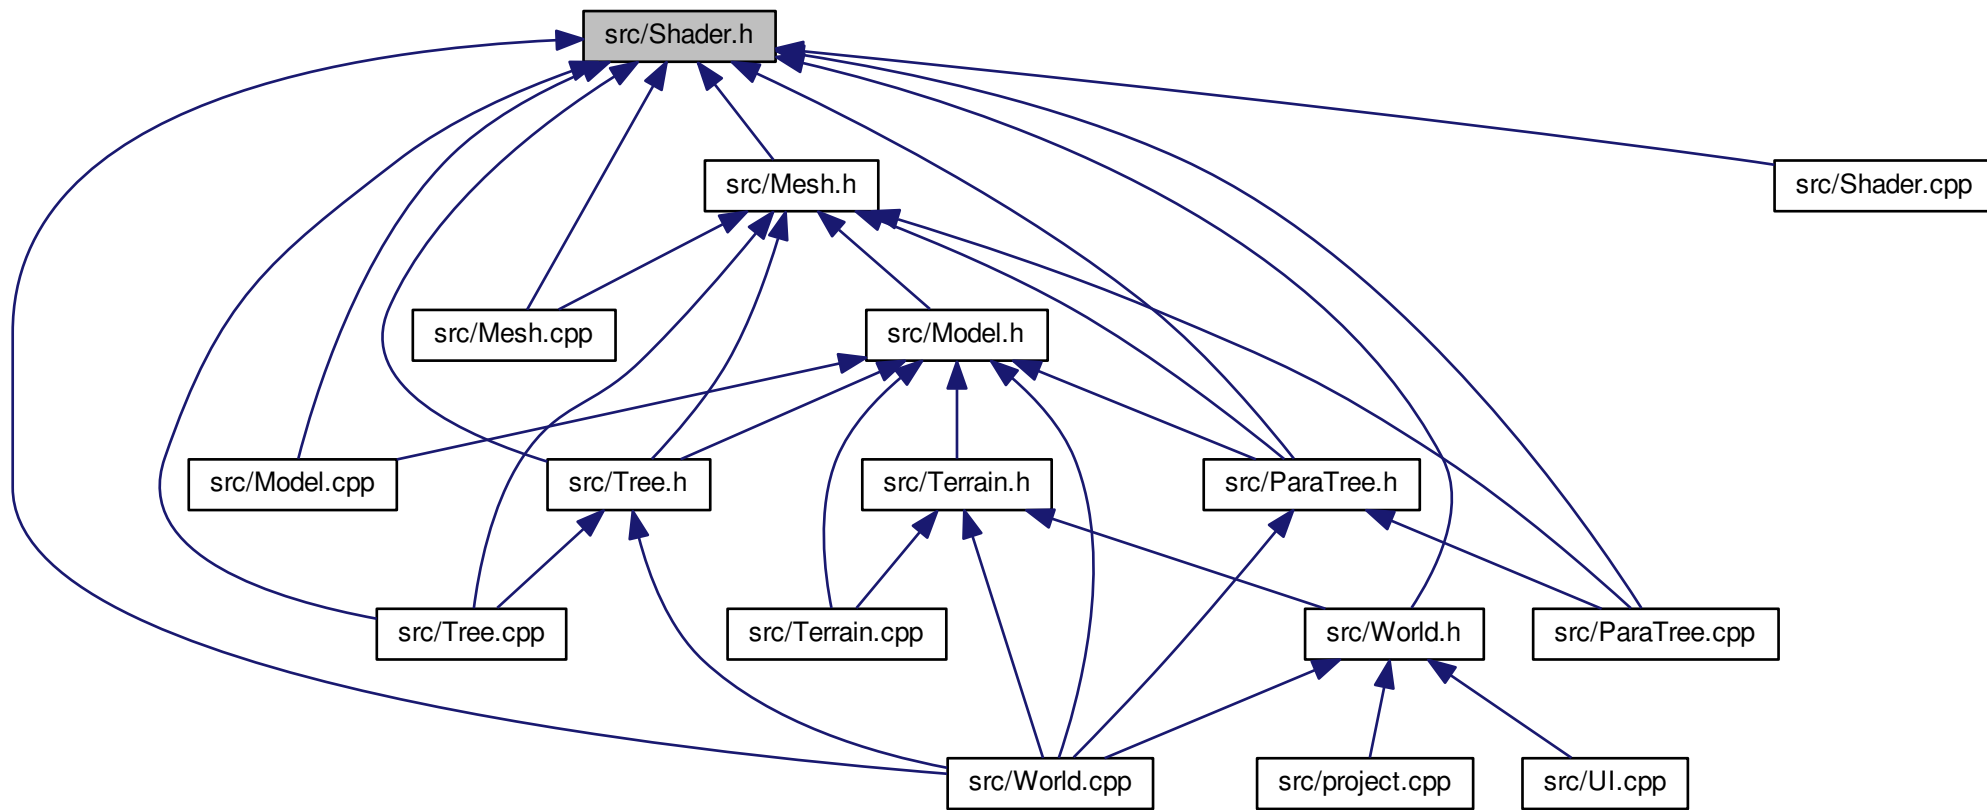 src/Shader.h
src/Mesh.h
src/Shader.cpp
src/Mesh.cpp
src/Model.h
src/Model.cpp
src/Tree.h
src/Terrain.h
src/ParaTree.h
src/Tree.cpp
src/Terrain.cpp
src/World.h
src/ParaTree.cpp
src/World.cpp
src/project.cpp
src/UI.cpp